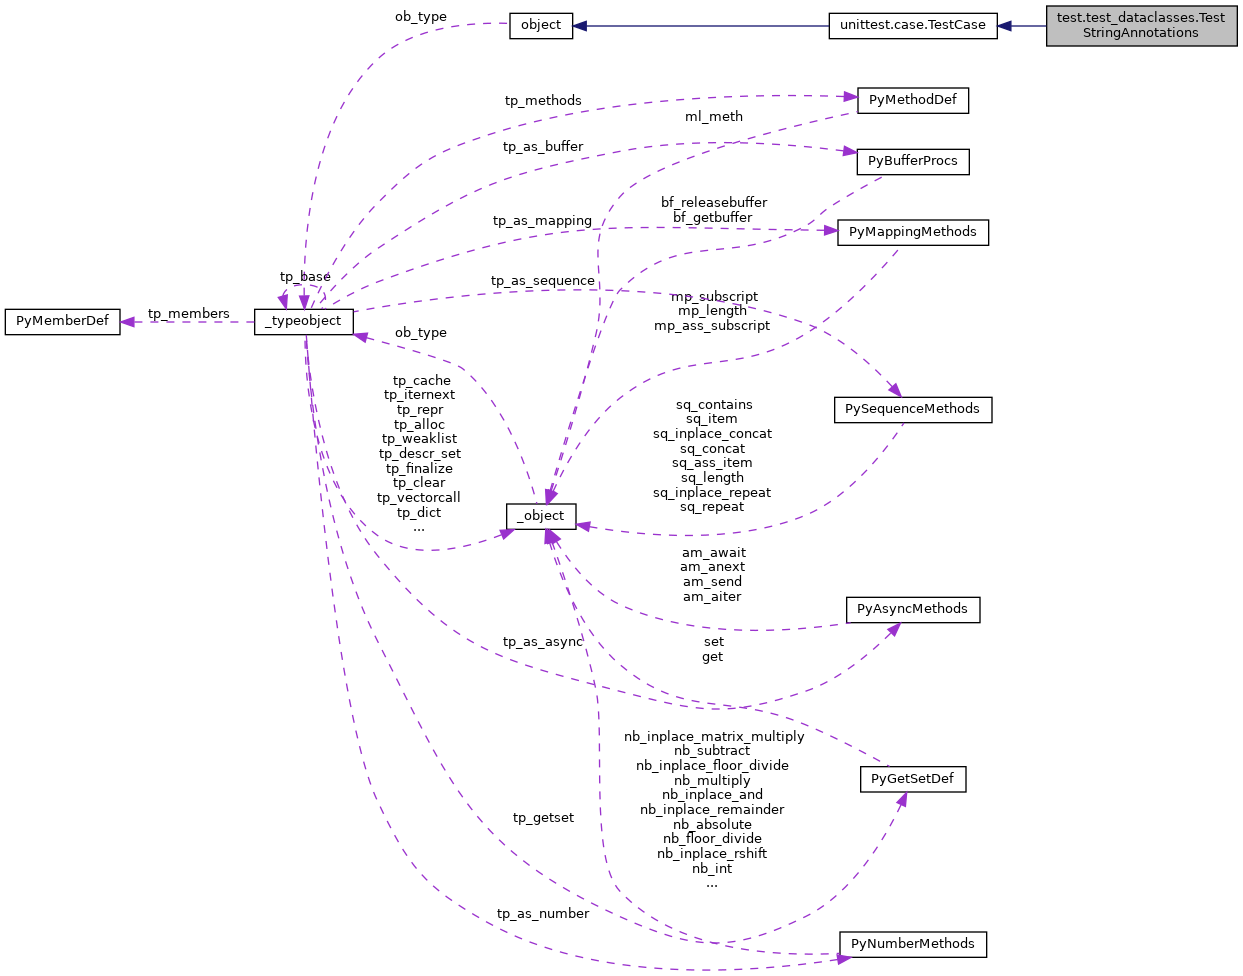 ob_type
object
unittest.case.TestCase
test.test_dataclasses.Test
StringAnnotations
tp_methods
PyMethodDef
ml_meth
tp_as_buffer
PyBufferProcs
bf_releasebuffer
bf_getbuffer
tp_as_mapping
PyMappingMethods
tp_base
tp_as_sequence
mp_subscript
mp_length
mp_ass_subscript
PyMemberDef
tp_members
_typeobject
ob_type
tp_cache
tp_iternext
tp_repr
tp_alloc
tp_weaklist
tp_descr_set
tp_finalize
tp_clear
tp_vectorcall
tp_dict
...
sq_contains
sq_item
sq_inplace_concat
sq_concat
sq_ass_item
sq_length
sq_inplace_repeat
sq_repeat
PySequenceMethods
_object
am_await
am_anext
am_send
am_aiter
PyAsyncMethods
tp_as_async
set
get
nb_inplace_matrix_multiply
nb_subtract
nb_inplace_floor_divide
nb_multiply
nb_inplace_and
nb_inplace_remainder
nb_absolute
nb_floor_divide
nb_inplace_rshift
nb_int
...
PyGetSetDef
tp_getset
tp_as_number
PyNumberMethods